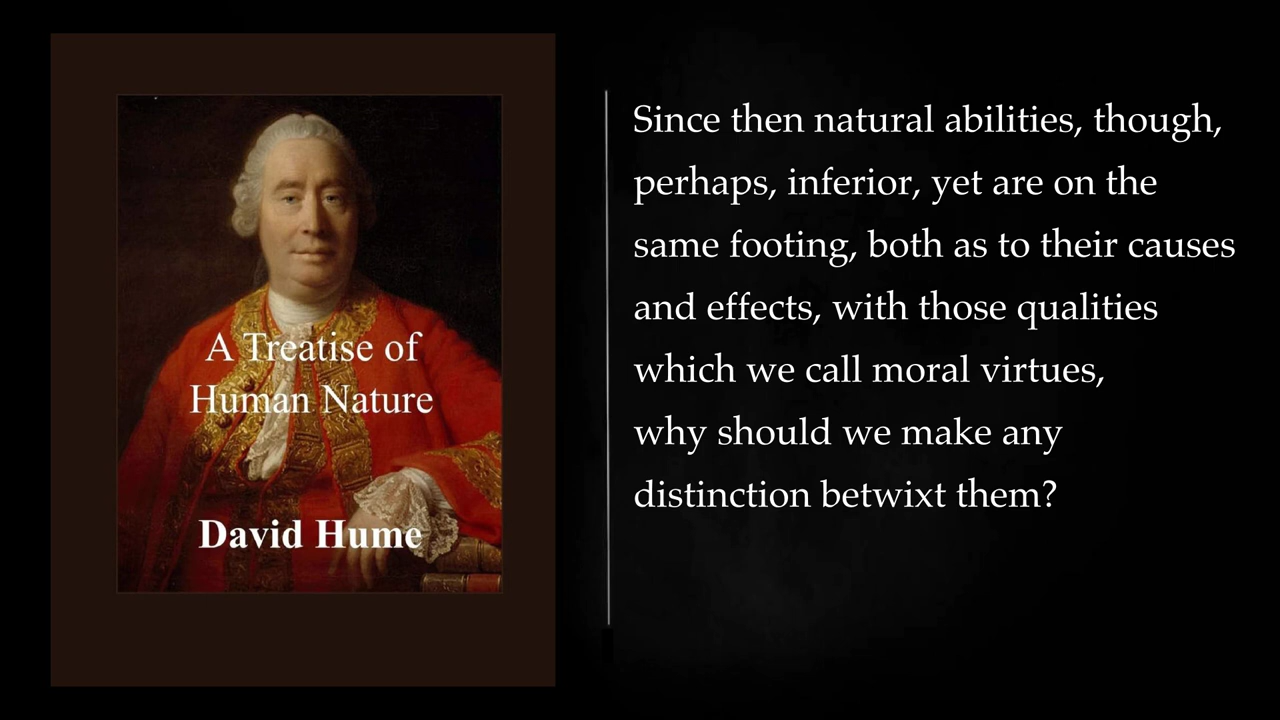 A Treatise of
Human Nature
David Hume
Since then natural abilities, though,
perhaps, inferior, yet are on the
same footing, both as to their causes
and effects, with those qualities
which we call moral virtues,
why should we make any
distinction betwixt them?